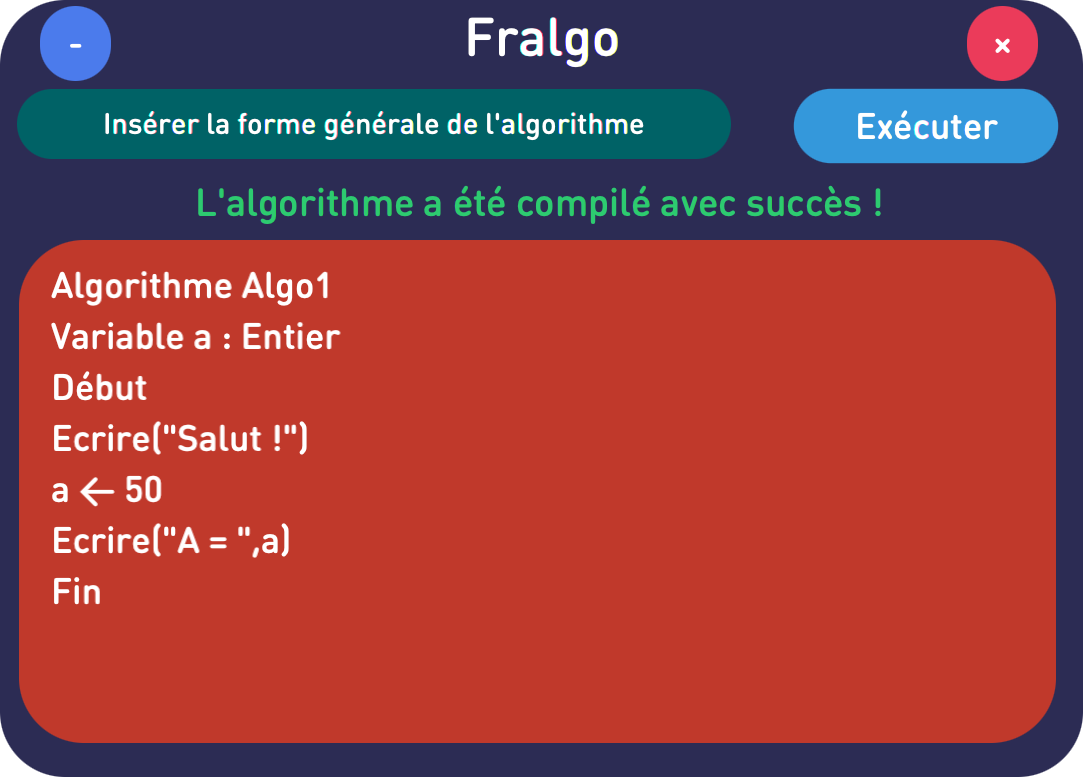 -
Fralgo
×
Insérer la forme générale de l'algorithme
Exécuter
L'algorithme a été compilé avec succès !
Algorithme Algo1
Variable a : Entier
Début
Ecrire("Salut !")
a ← 50
Ecrire("A = ",a)
Fin